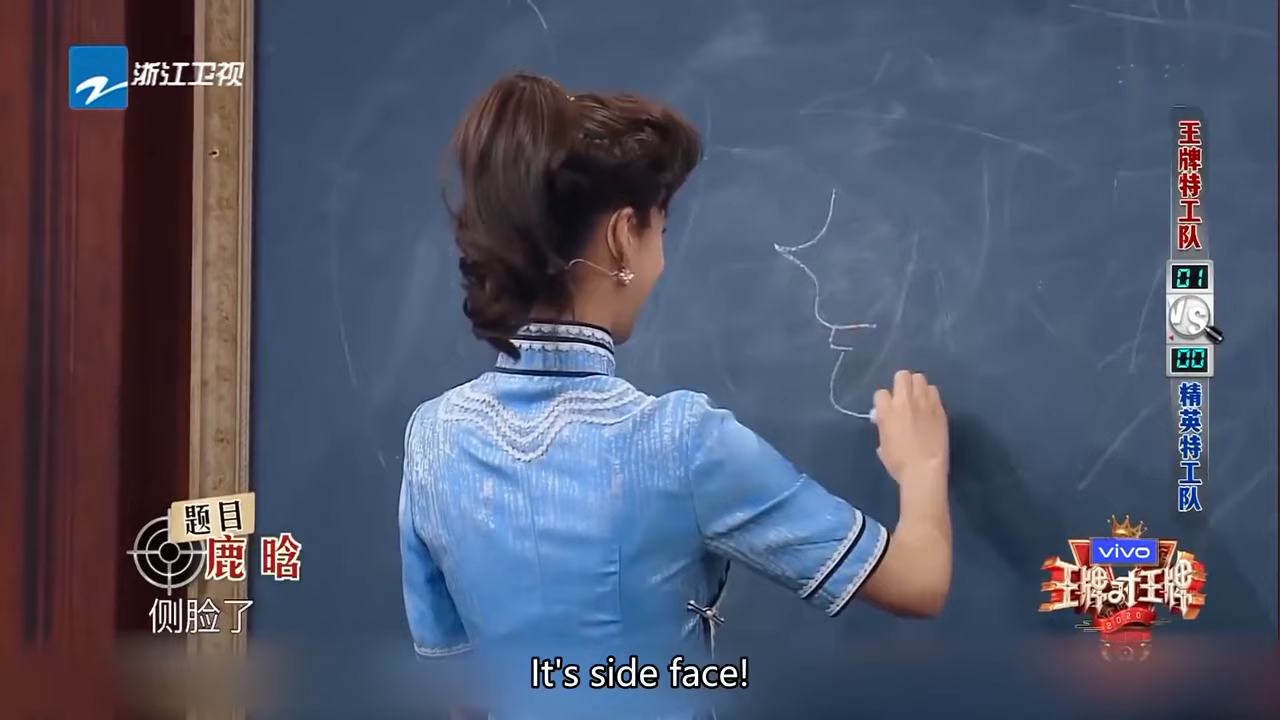 浙江卫视
王牌特工队
01
VS
00
精英特工队
题目
鹿晗
侧脸了
vivo
王牌对王牌
2020
It's side face!